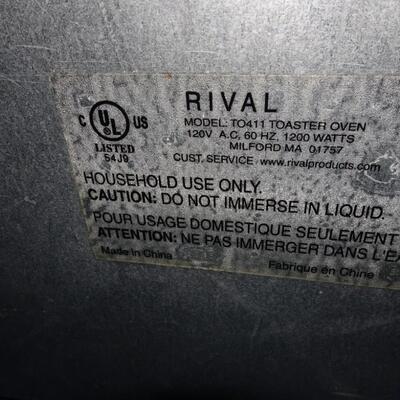 RIVAL
MODEL: TO411 TOASTER OVEN
120V A.C, 60 HZ, 1200 WATTS
MILFORD MA 01757
CUST. SERVICE www.rivalproducts.com
C UL US
LISTED
54J9
HOUSEHOLD USE ONLY.
CAUTION: DO NOT IMMERSE IN LIQUID.
POUR USAGE DOMESTIQUE SEULEMENT
ATTENTION: NE PAS IMMERGER DANS L'EA
Made in China Fabrique én Chine